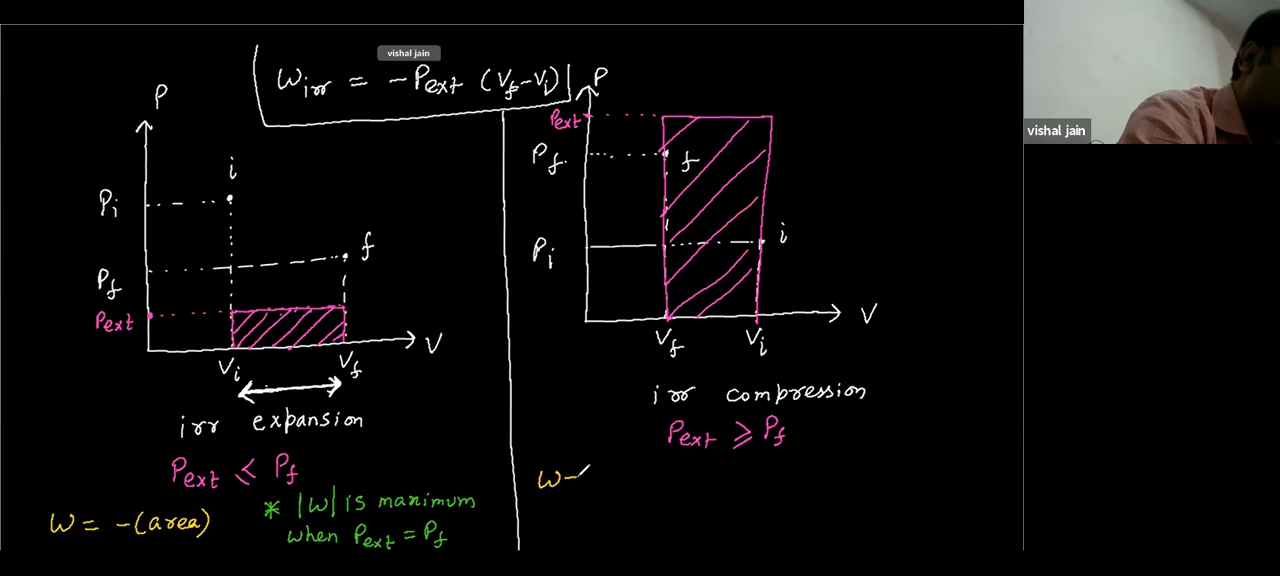 vishal jain
Wirr = -Pext (Vf-Vi)
P
i
Pi
f
Pf
Pext
V
Vi
Vf
irr expansion
Pext ≤ Pf
* |W| is maximum
when Pext = Pf
W = -(area)
P
Pext
Pf
f
Pi
i
V
Vf
Vi
irr compression
Pext ⩾ Pf
W-
vishal jain